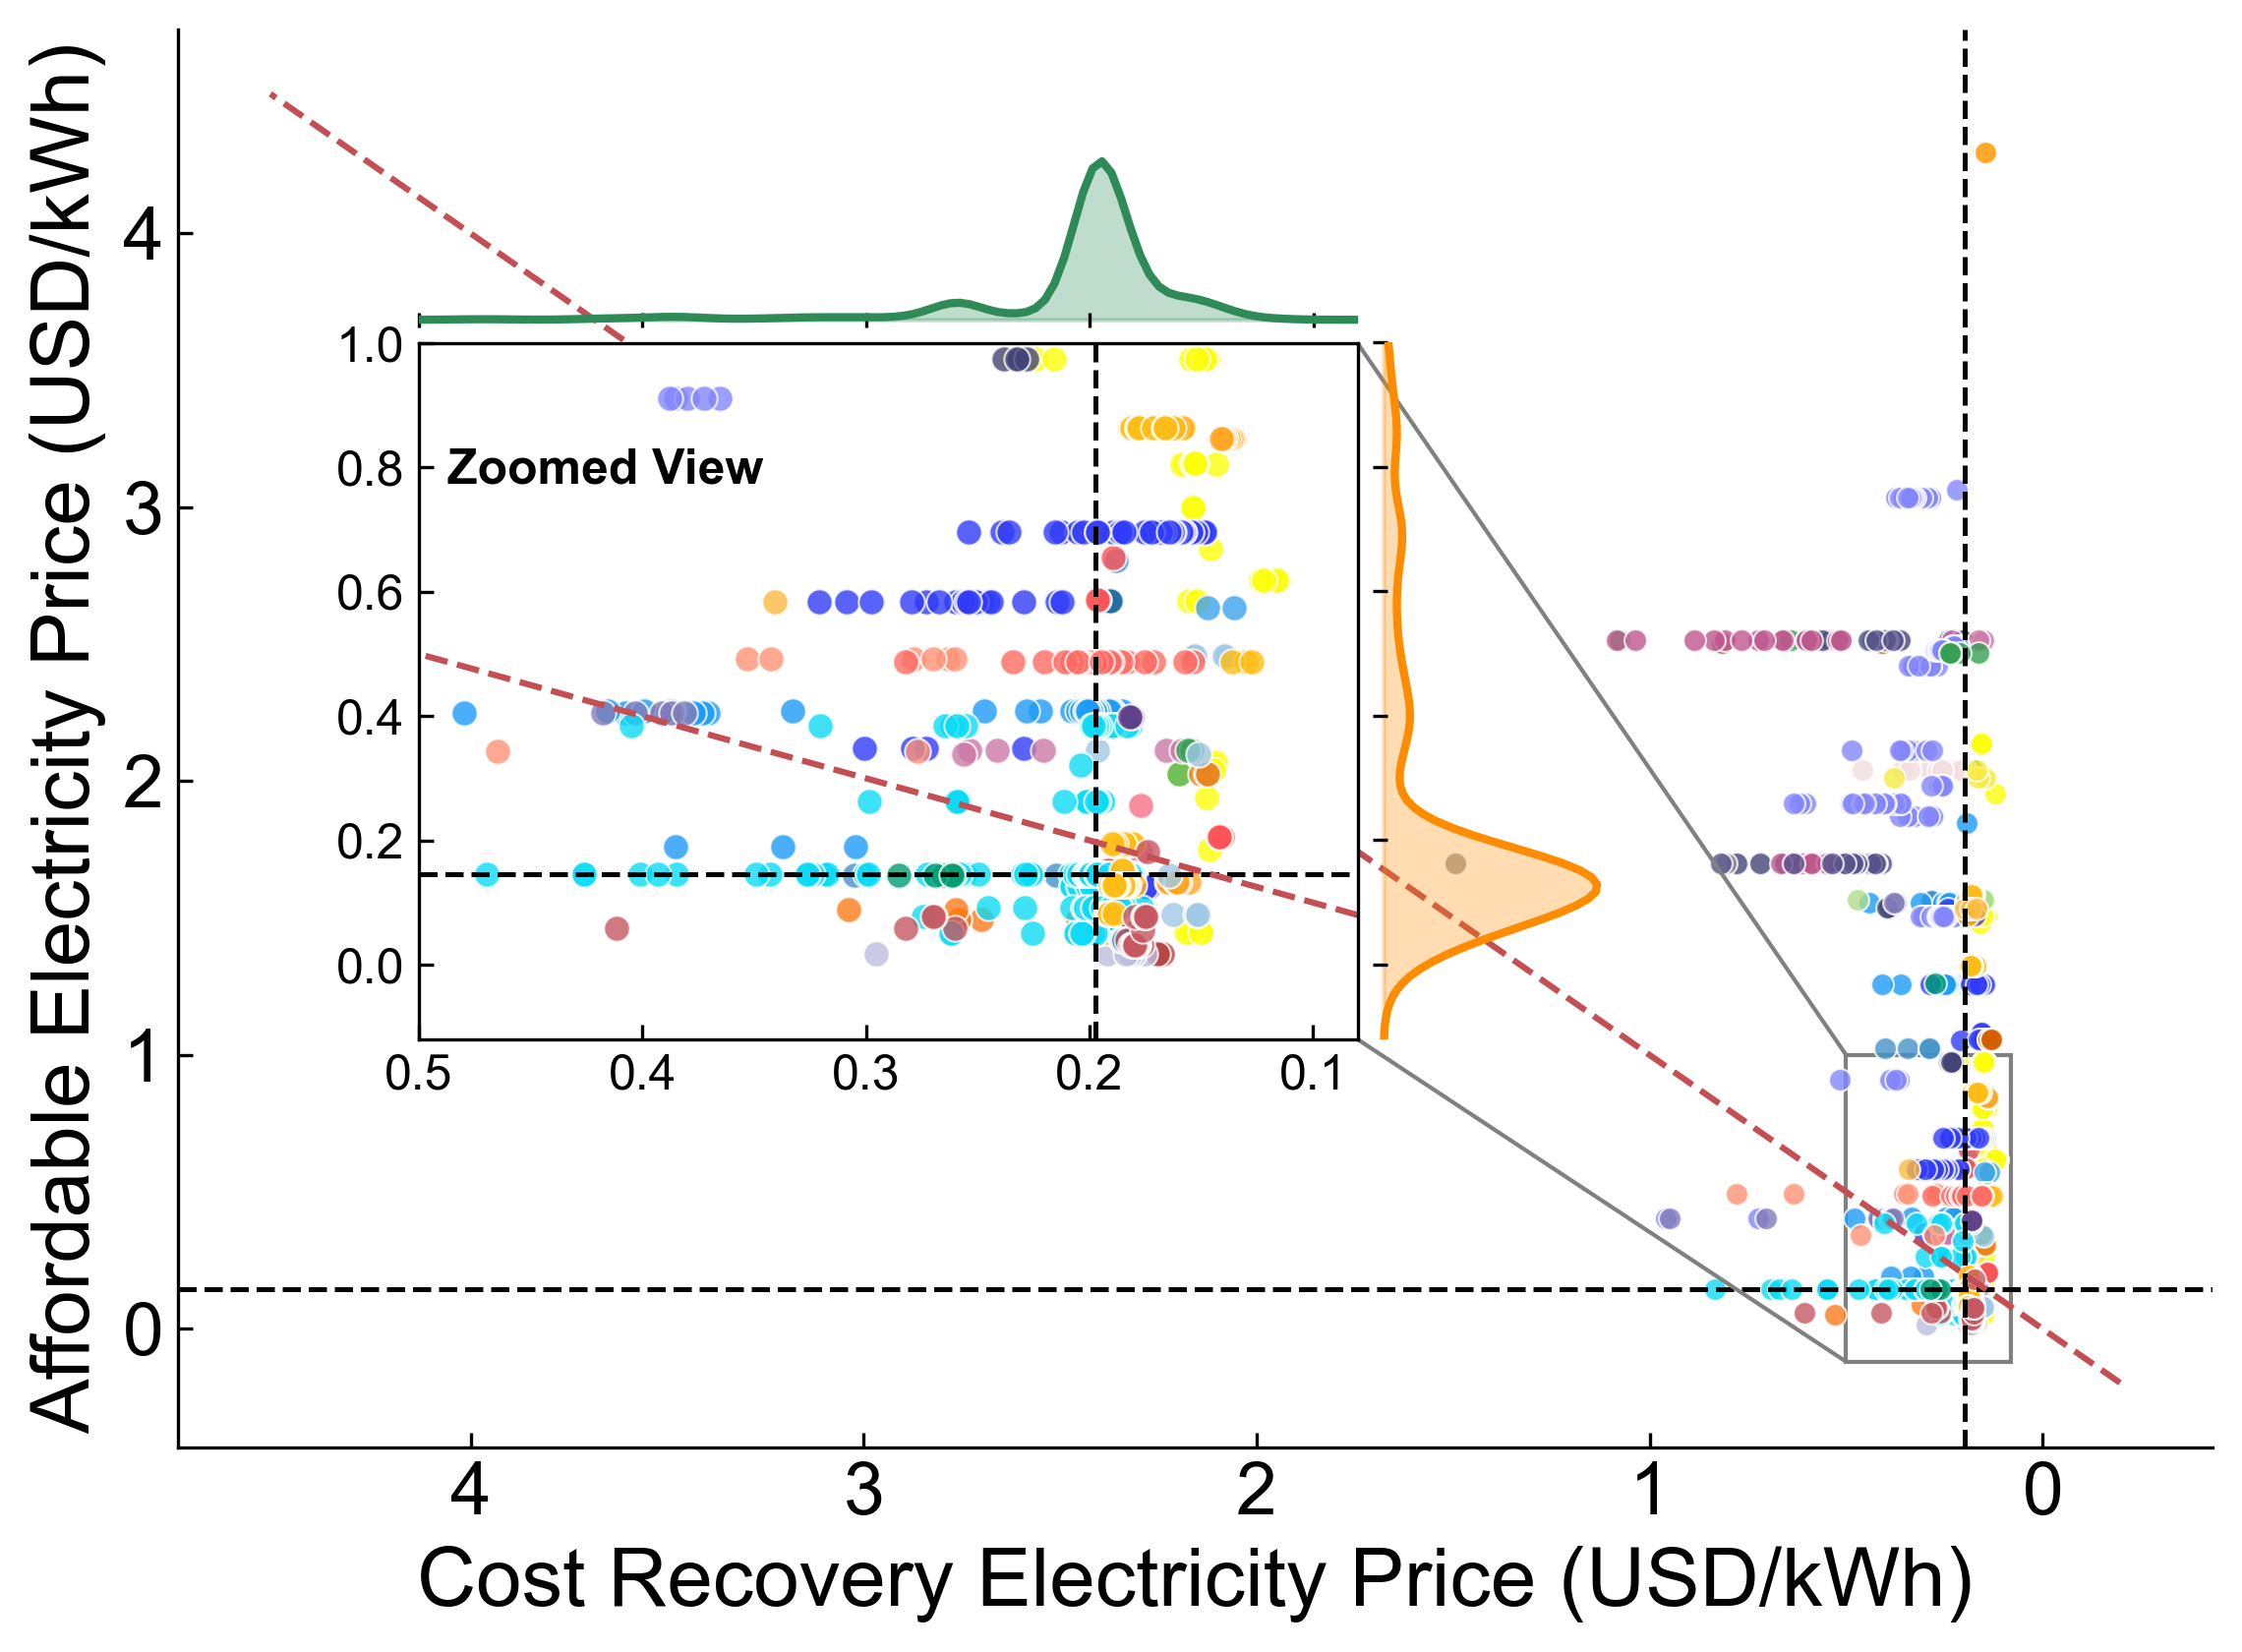 Affordable Electricity Price (USD/kWh)
4
3
2
1
0
1.0
0.8
0.6
0.4
0.2
0.0
Zoomed View
0.5 0.4 0.3 0.2 0.1
4 3 2 1 0
Cost Recovery Electricity Price (USD/kWh)